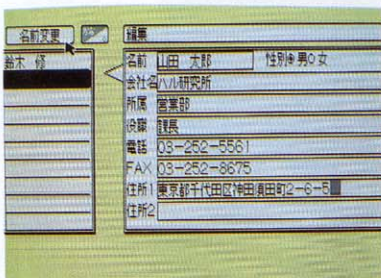 名前変更
編集
鈴木 修
名前 山田 太郎 性別 男 女
会社名 ハル研究所
所属 営業部
役職 課長
電話 03-252-5561
FAX 03-252-8675
住所1 東京都千代田区神田須田町2-6-5
住所2